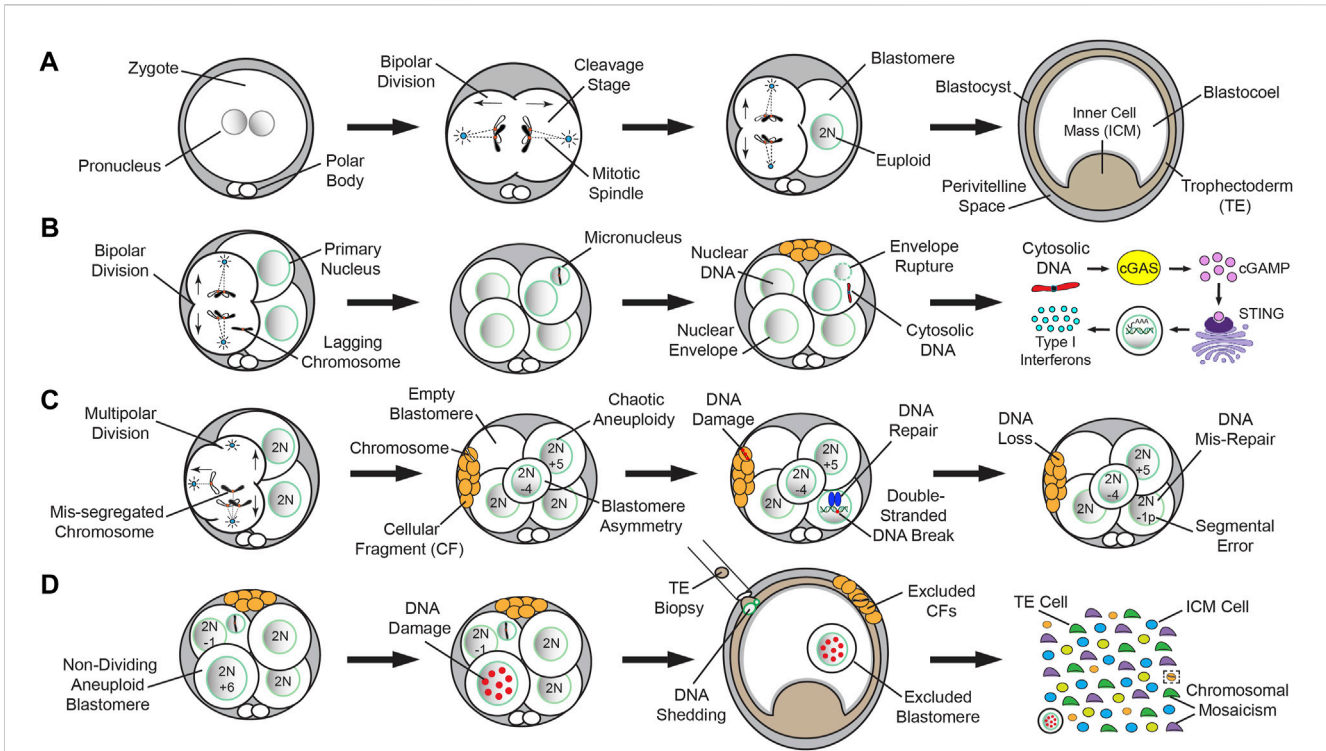 A
Zygote
Pronucleus
Polar
Body
Bipolar
Division
Cleavage
Stage
Mitotic
Spindle
Blastomere
2N
Euploid
Blastocyst
Inner Cell
Mass (ICM)
Blastocoel
Perivitelline
Space
Trophectoderm
(TE)
B
Bipolar
Division
Primary
Nucleus
Lagging
Chromosome
Micronucleus
Nuclear
DNA
Nuclear
Envelope
Envelope
Rupture
Cytosolic
DNA
Cytosolic
DNA
cGAS
cGAMP
STING
AAA
Type I
Interferons
C
Multipolar
Division
2N
2N
Mis-segregated
Chromosome
Empty
Blastomere
Chromosome
Cellular
Fragment (CF)
Chaotic
Aneuploidy
2N
+5
2N
-4
2N
2N
Blastomere
Asymmetry
DNA
Damage
DNA
Repair
2N
+5
2N
-4
2N
Double-
Stranded
DNA Break
DNA
Loss
DNA
Mis-Repair
2N
+5
2N
-4
2N
2N
-1p
Segmental
Error
D
2N
-1
2N
2N
+6
2N
Non-Dividing
Aneuploid
Blastomere
DNA
Damage
2N
-1
2N
2N
TE
Biopsy
DNA
Shedding
Excluded
CFs
Excluded
Blastomere
TE Cell
ICM Cell
Chromosomal
Mosaicism